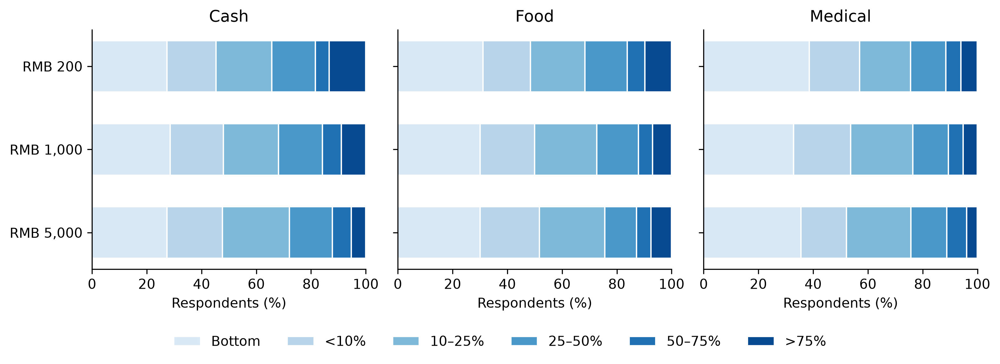 Cash Food Medical
RMB 200
RMB 1,000
RMB 5,000
0 20 40 60 80 100 0 20 40 60 80 100 0 20 40 60 80 100
Respondents (%) Respondents (%) Respondents (%)
Bottom <10% 10–25% 25–50% 50–75% >75%